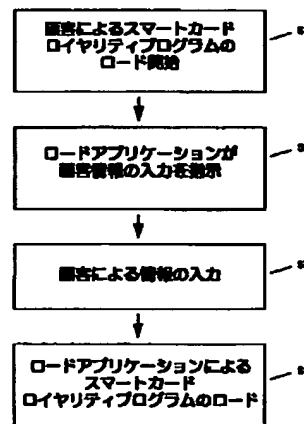 顧客によるスマートカード
ロイヤリティプログラムの
ロード開始
ロードアプリケーションが
顧客情報の入力を指示
顧客による情報の入力
ロードアプリケーションによる
スマートカード
ロイヤリティプログラムのロード